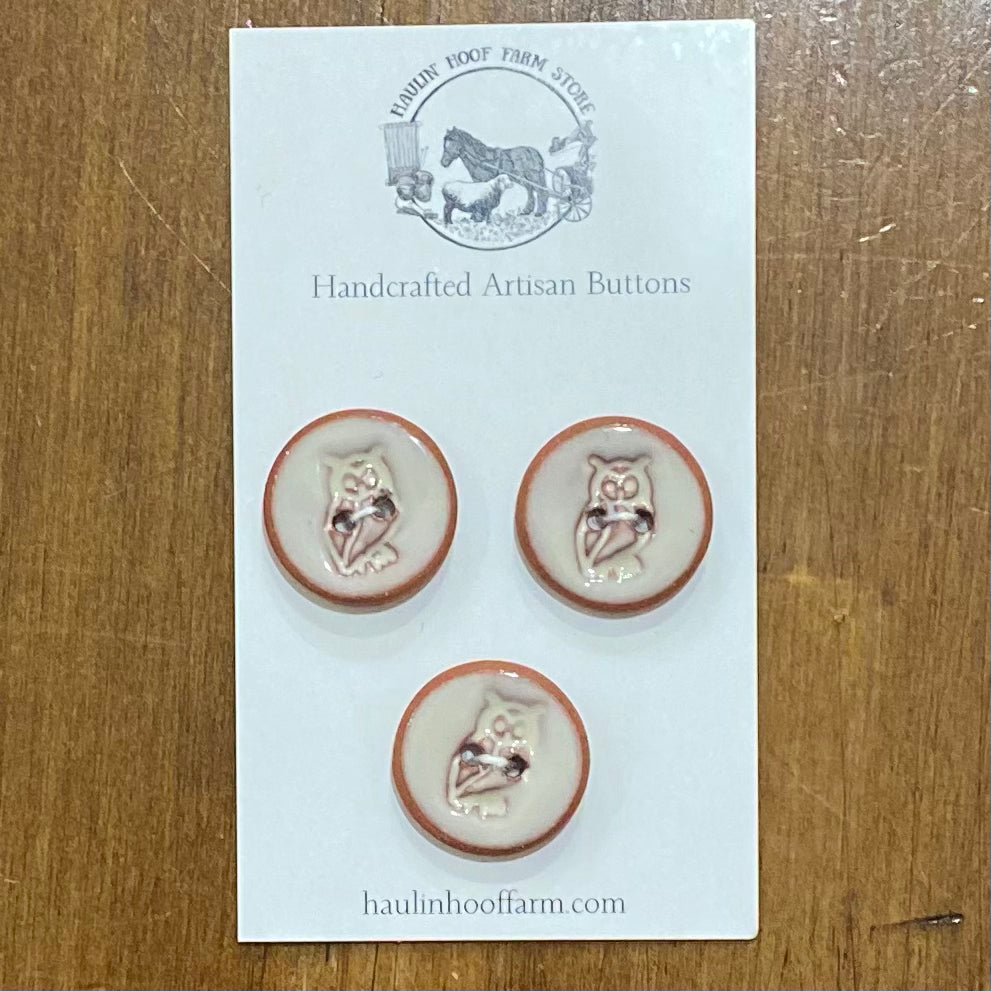 HAULIN' HOOF FARM STORE
Handcrafted Artisan Buttons
haulinhooffarm.com